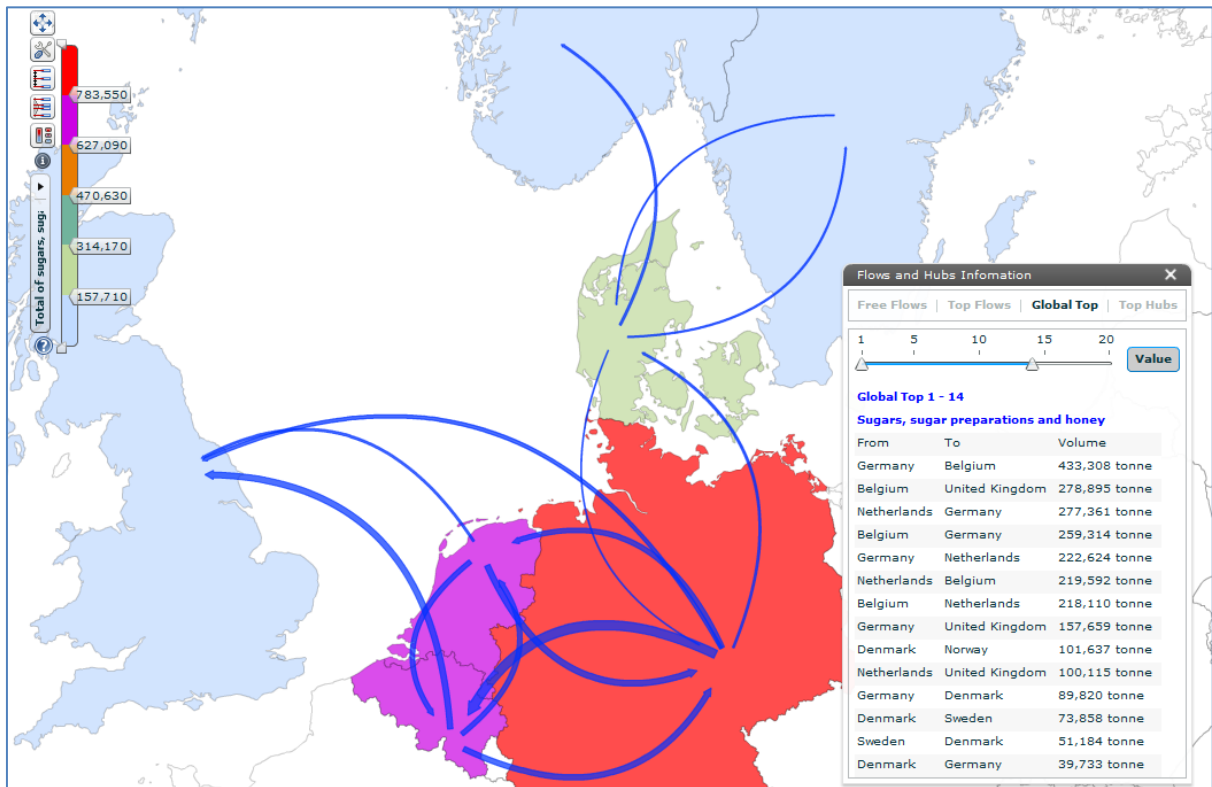 783,550
627,090
470,630
314,170
157,710
Total of sugars, sug
Flows and Hubs Infomation
Free Flows | Top Flows | Global Top | Top Hubs
1 5 10 15 20
Value
Global Top 1 - 14
Sugars, sugar preparations and honey
From To Volume
Germany Belgium 433,308 tonne
Belgium United Kingdom 278,895 tonne
Netherlands Germany 277,361 tonne
Belgium Germany 259,314 tonne
Germany Netherlands 222,624 tonne
Netherlands Belgium 219,592 tonne
Belgium Netherlands 218,110 tonne
Germany United Kingdom 157,659 tonne
Denmark Norway 101,637 tonne
Netherlands United Kingdom 100,115 tonne
Germany Denmark 89,820 tonne
Denmark Sweden 73,858 tonne
Sweden Denmark 51,184 tonne
Denmark Germany 39,733 tonne